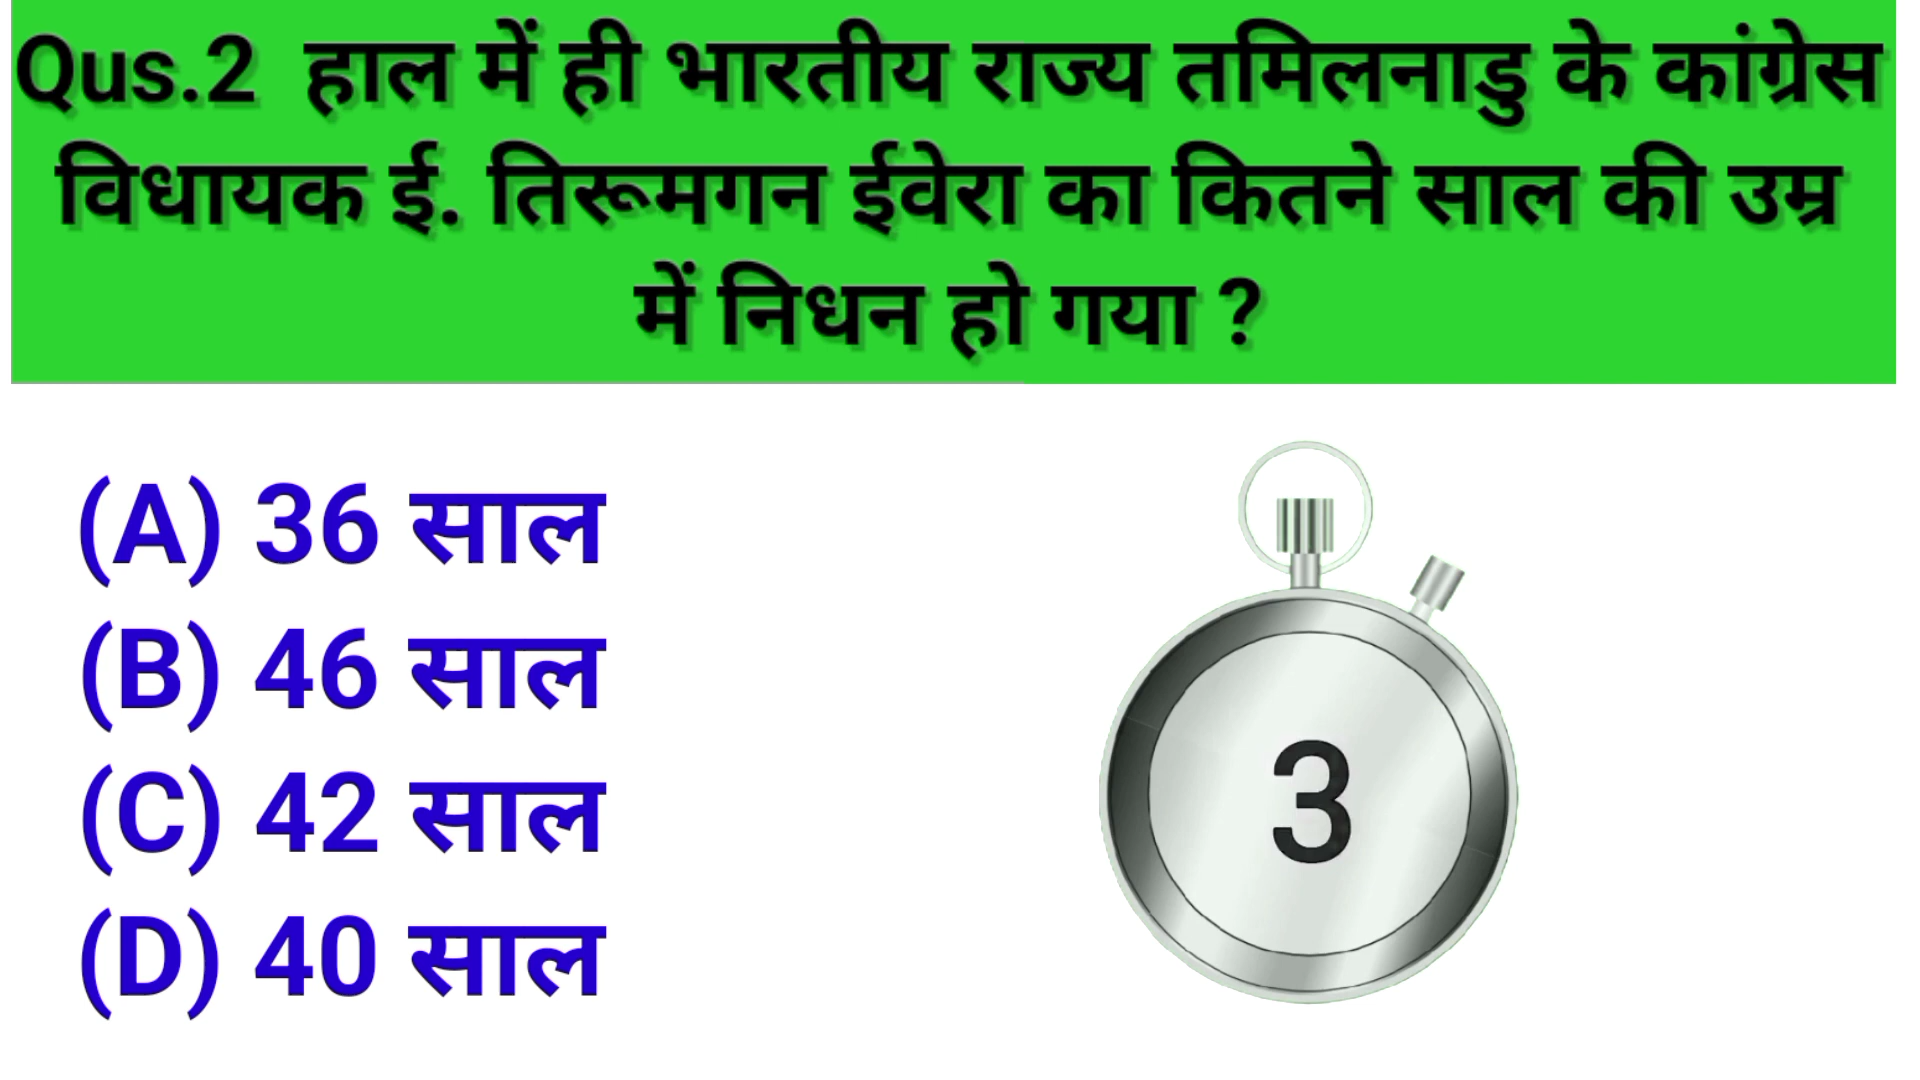 Qus.2 हाल में ही भारतीय राज्य तमिलनाडु के कांग्रेस
विधायक ई. तिरूमगन ईवेरा का कितने साल की उम्र
में निधन हो गया ?
(A) 36 साल
(B) 46 साल
(C) 42 साल
(D) 40 साल
3